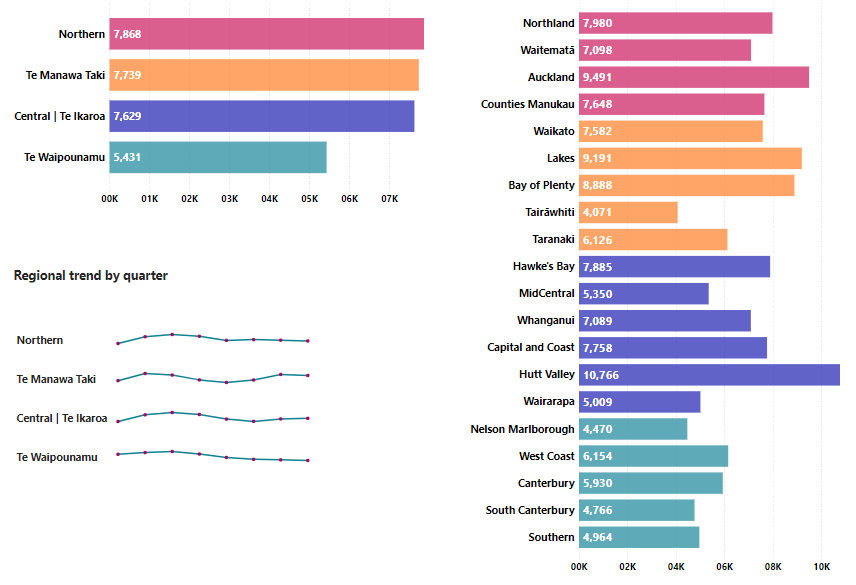 Northern 7,868
Te Manawa Taki 7,739
Central | Te Ikaroa 7,629
Te Waipounamu 5,431
00K 01K 02K 03K 04K 05K 06K 07K
Regional trend by quarter
Northern
Te Manawa Taki
Central | Te Ikaroa
Te Waipounamu
Northland 7,980
Waitematā 7,098
Auckland 9,491
Counties Manukau 7,648
Waikato 7,582
Lakes 9,191
Bay of Plenty 8,888
Tairāwhiti 4,071
Taranaki 6,126
Hawke's Bay 7,885
MidCentral 5,350
Whanganui 7,089
Capital and Coast 7,758
Hutt Valley 10,766
Wairarapa 5,009
Nelson Marlborough 4,470
West Coast 6,154
Canterbury 5,930
South Canterbury 4,766
Southern 4,964
00K 02K 04K 06K 08K 10K